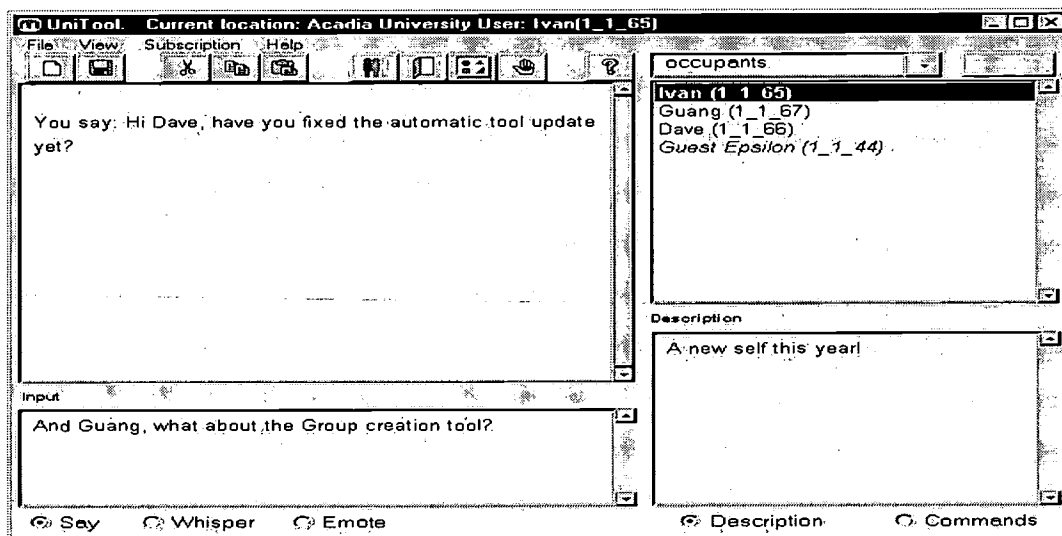 UniTool. Current location: Acadia University User: Ivan(1_1_65)
File View Subscription Help
occupants
You say: Hi Dave, have you fixed the automatic tool update
yet?
Ivan (1_1_65)
Guang (1_1_67)
Dave (1_1_66)
Guest Epsilon (1_1_44)
Description
A new self this year
Input
And Guang, what about the Group creation tool?
Say Whisper Emote
Description Commands